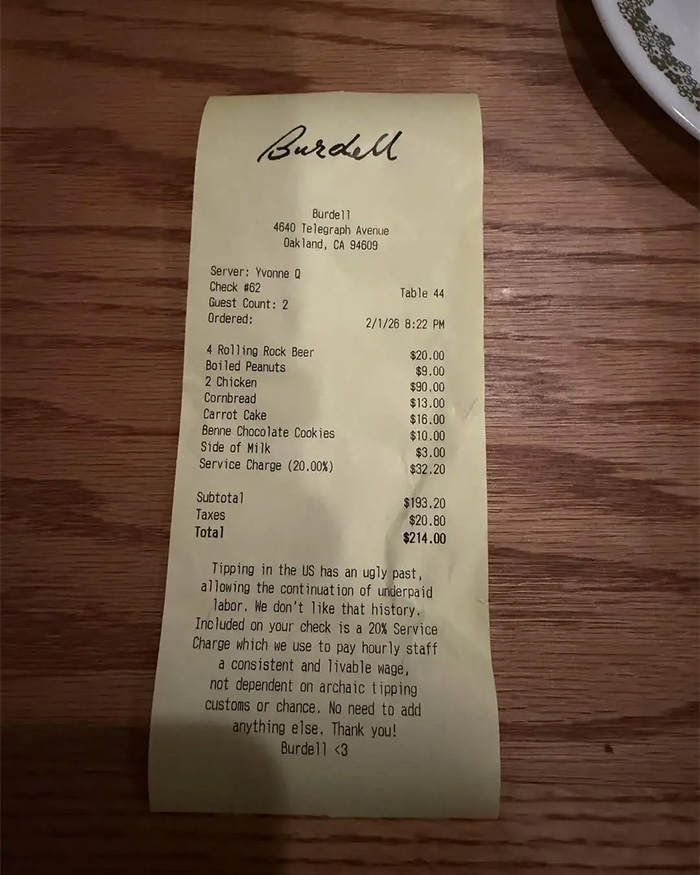 Burdell
Burdell
4640 Telegraph Avenue
Oakland, CA 94609
Server: Yvonne Q
Check #62 Table 44
Guest Count: 2
Ordered: 2/1/26 8:22 PM
4 Rolling Rock Beer $20.00
Boiled Peanuts $9.00
2 Chicken $90.00
Cornbread $13.00
Carrot Cake $16.00
Benne Chocolate Cookies $10.00
Side of Milk $3.00
Service Charge (20.00%) $32.20
Subtotal $193.20
Taxes $20.80
Total $214.00
Tipping in the US has an ugly past,
allowing the continuation of underpaid
labor. We don't like that history.
Included on your check is a 20% Service
Charge which we use to pay hourly staff
a consistent and livable wage,
not dependent on archaic tipping
customs or chance. No need to add
anything else. Thank you!
Burdell <3